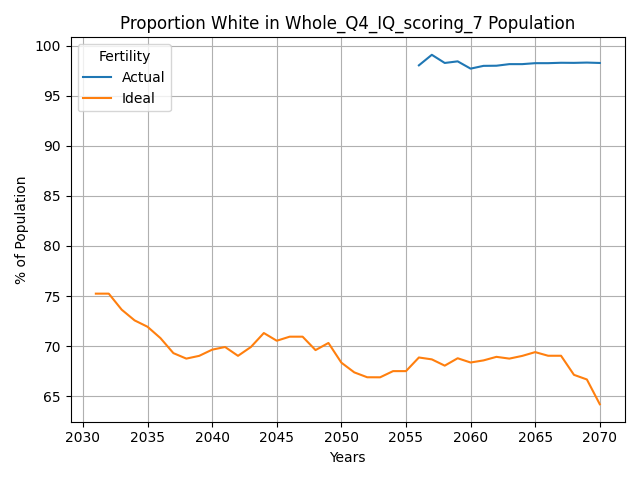 Proportion White in Whole_Q4_IQ_scoring_7 Population
Fertility
Actual
Ideal
100
95
90
85
80
75
70
65
% of Population
2030 2035 2040 2045 2050 2055 2060 2065 2070
Years